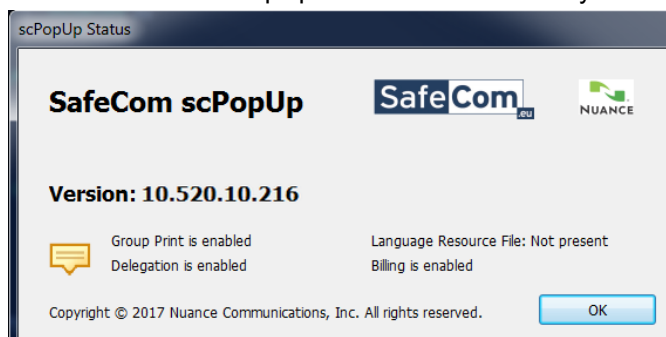 scPopUp Status
SafeCom scPopUp
SafeCom.eu
NUANCE
Version: 10.520.10.216
Group Print is enabled
Language Resource File: Not present
Delegation is enabled
Billing is enabled
Copyright © 2017 Nuance Communications, Inc. All rights reserved.
OK